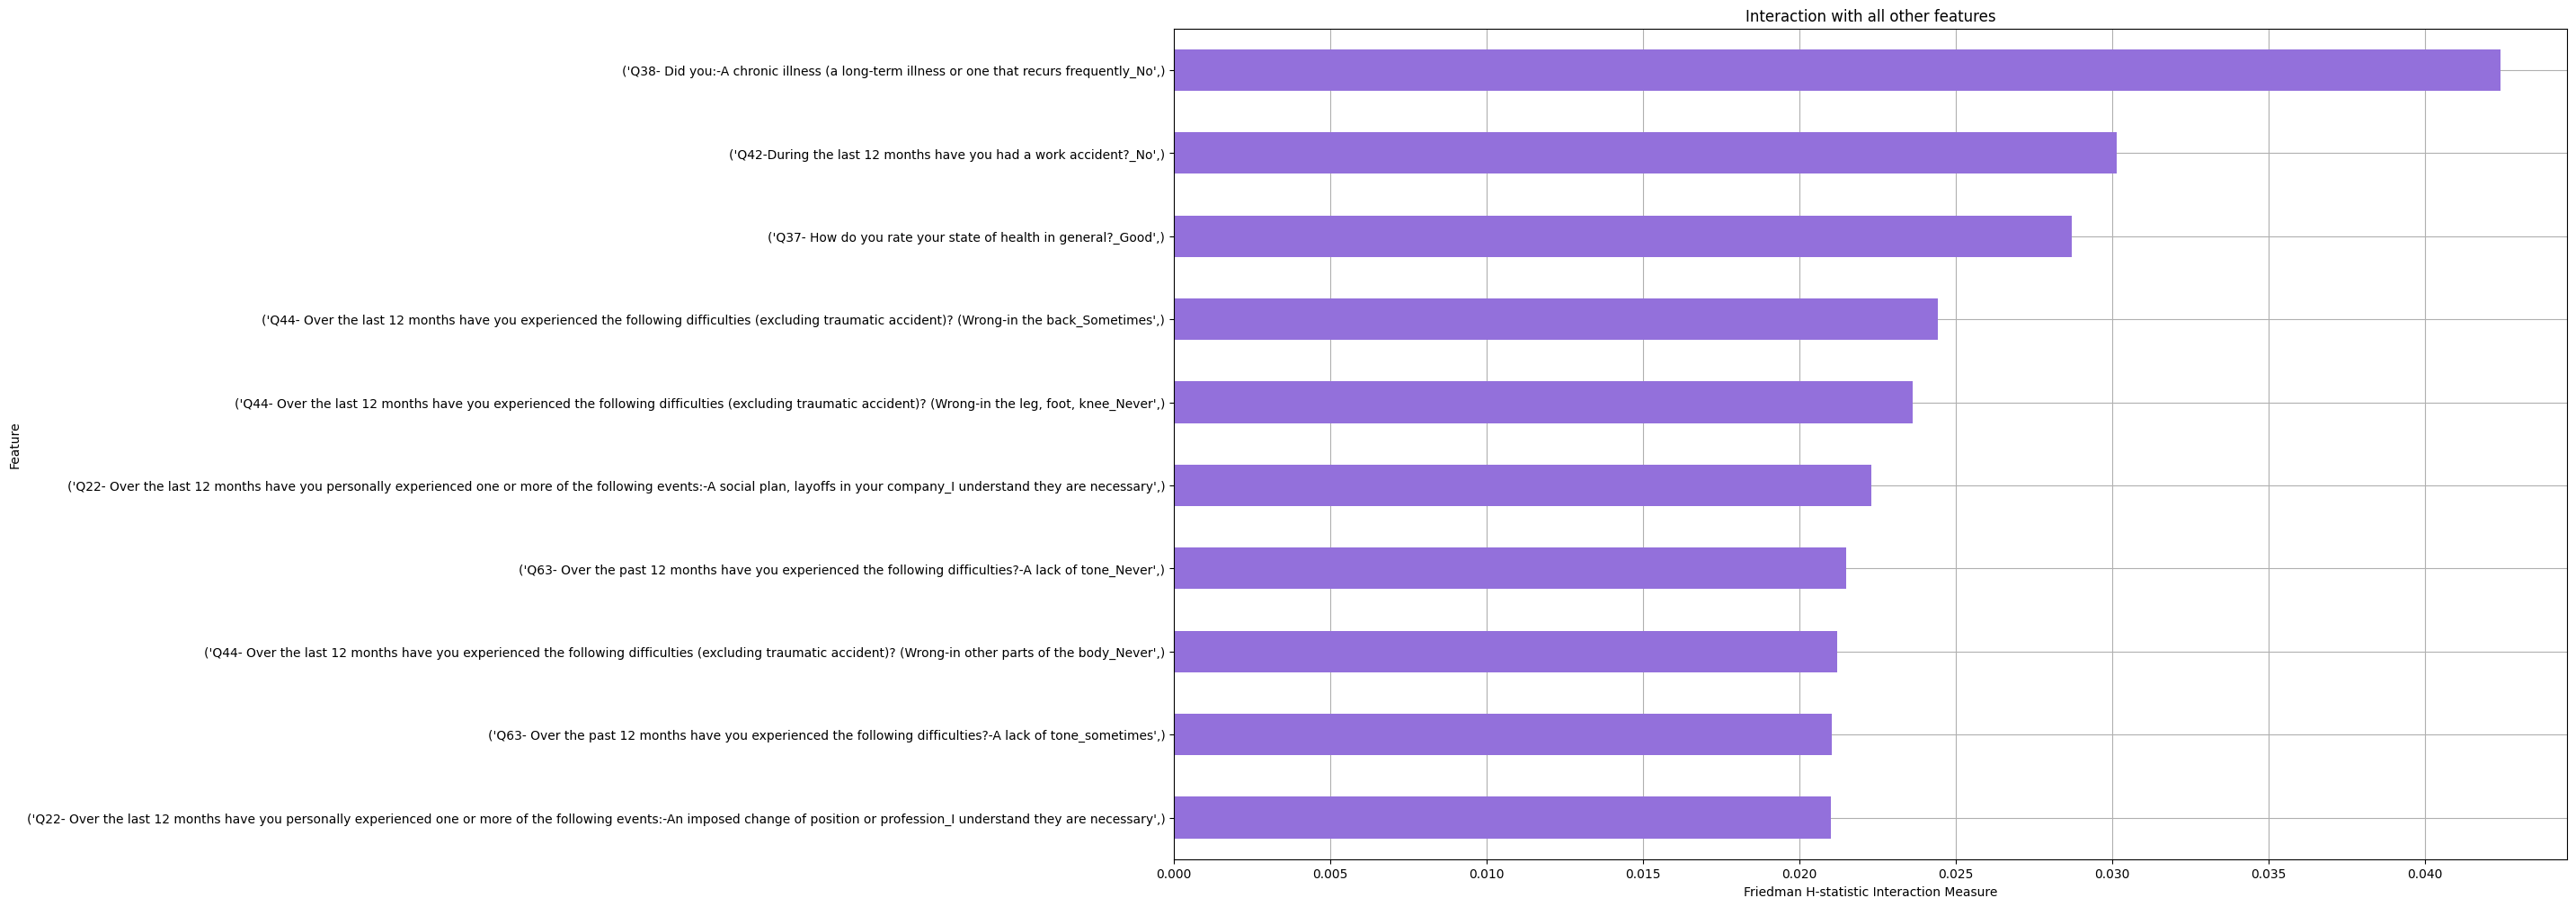 Interaction with all other features
('Q38- Did you:-A chronic illness (a long-term illness or one that recurs frequently_No',)
('Q42-During the last 12 months have you had a work accident?_No',)
('Q37- How do you rate your state of health in general?_Good',)
('Q44- Over the last 12 months have you experienced the following difficulties (excluding traumatic accident)? (Wrong-in the back_Sometimes',)
('Q44- Over the last 12 months have you experienced the following difficulties (excluding traumatic accident)? (Wrong-in the leg, foot, knee_Never',)
('Q22- Over the last 12 months have you personally experienced one or more of the following events:-A social plan, layoffs in your company_I understand they are necessary',)
('Q63- Over the past 12 months have you experienced the following difficulties?-A lack of tone_Never',)
('Q44- Over the last 12 months have you experienced the following difficulties (excluding traumatic accident)? (Wrong-in other parts of the body_Never',)
('Q63- Over the past 12 months have you experienced the following difficulties?-A lack of tone_sometimes',)
('Q22- Over the last 12 months have you personally experienced one or more of the following events:-An imposed change of position or profession_I understand they are necessary',)
Feature
0.000 0.005 0.010 0.015 0.020 0.025 0.030 0.035 0.040
Friedman H-statistic Interaction Measure